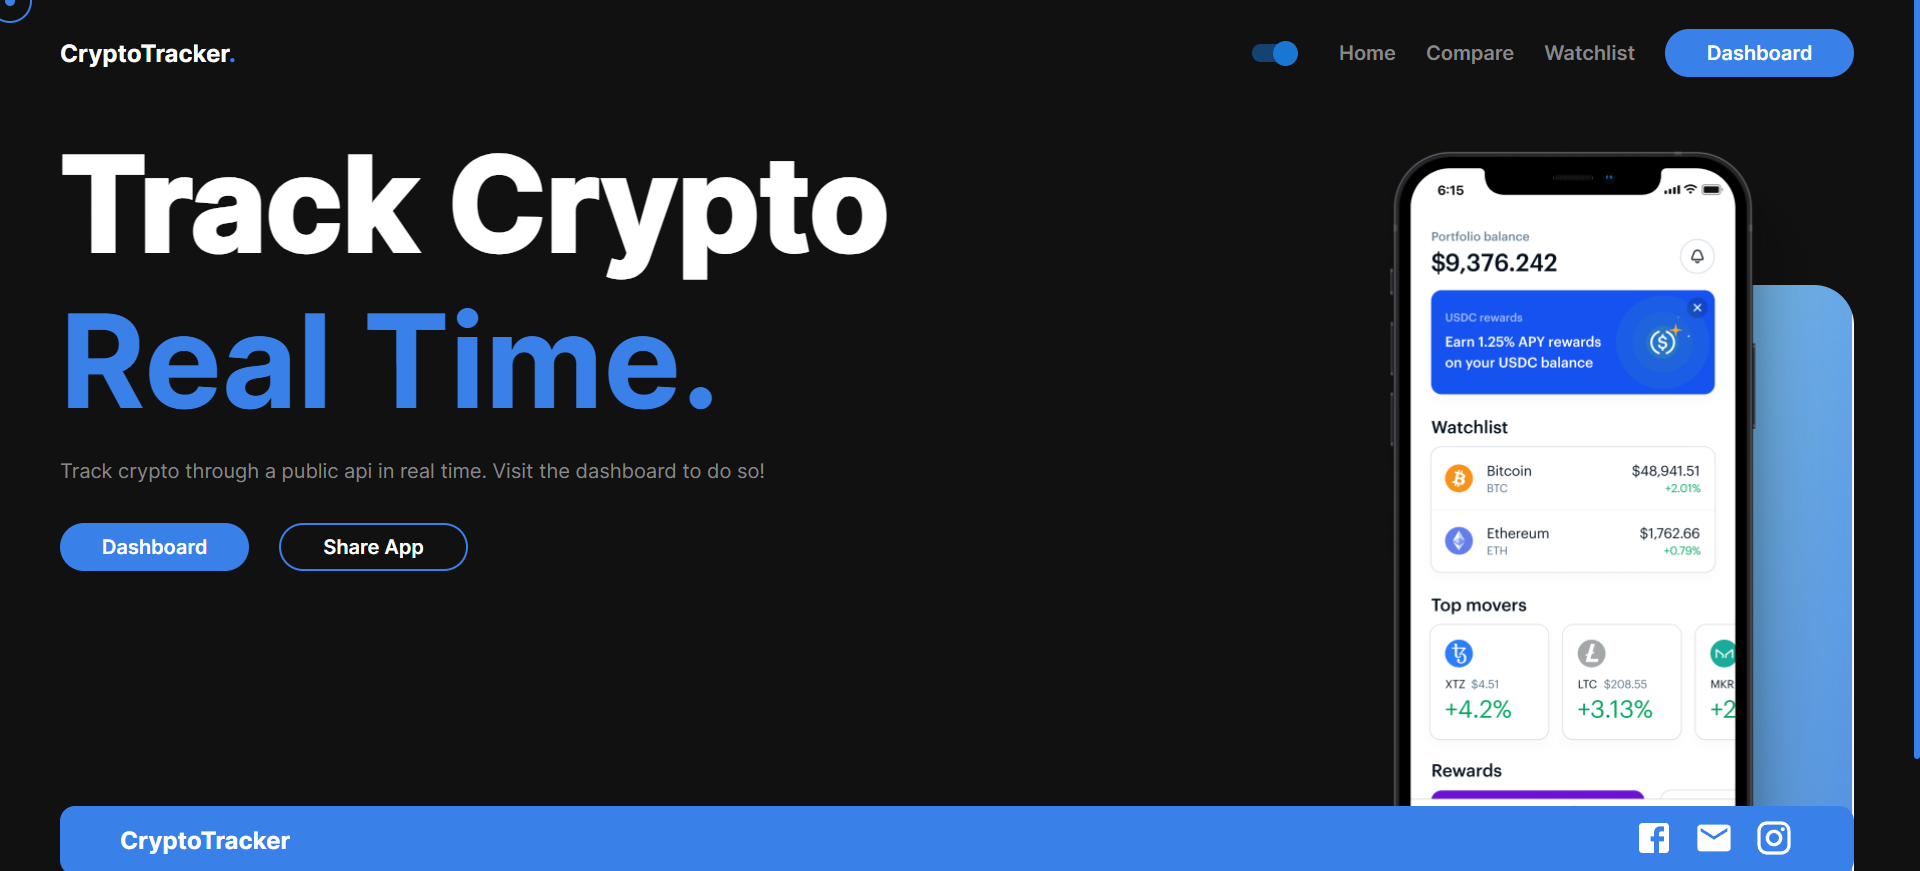 CryptoTracker.
Home
Compare
Watchlist
Dashboard
Track Crypto
Real Time.
Track crypto through a public api in real time. Visit the dashboard to do so!
Dashboard
Share App
6:15
Portfolio balance
$9,376.242
USDC rewards
Earn 1.25% APY rewards
on your USDC balance
Watchlist
Bitcoin
$48,941.51
BTC
+2.01%
Ethereum
$1,762.66
ETH
+0.79%
Top movers
XTZ $4.51
+4.2%
LTC $208.55
+3.13%
MKR
+2
Rewards
CryptoTracker